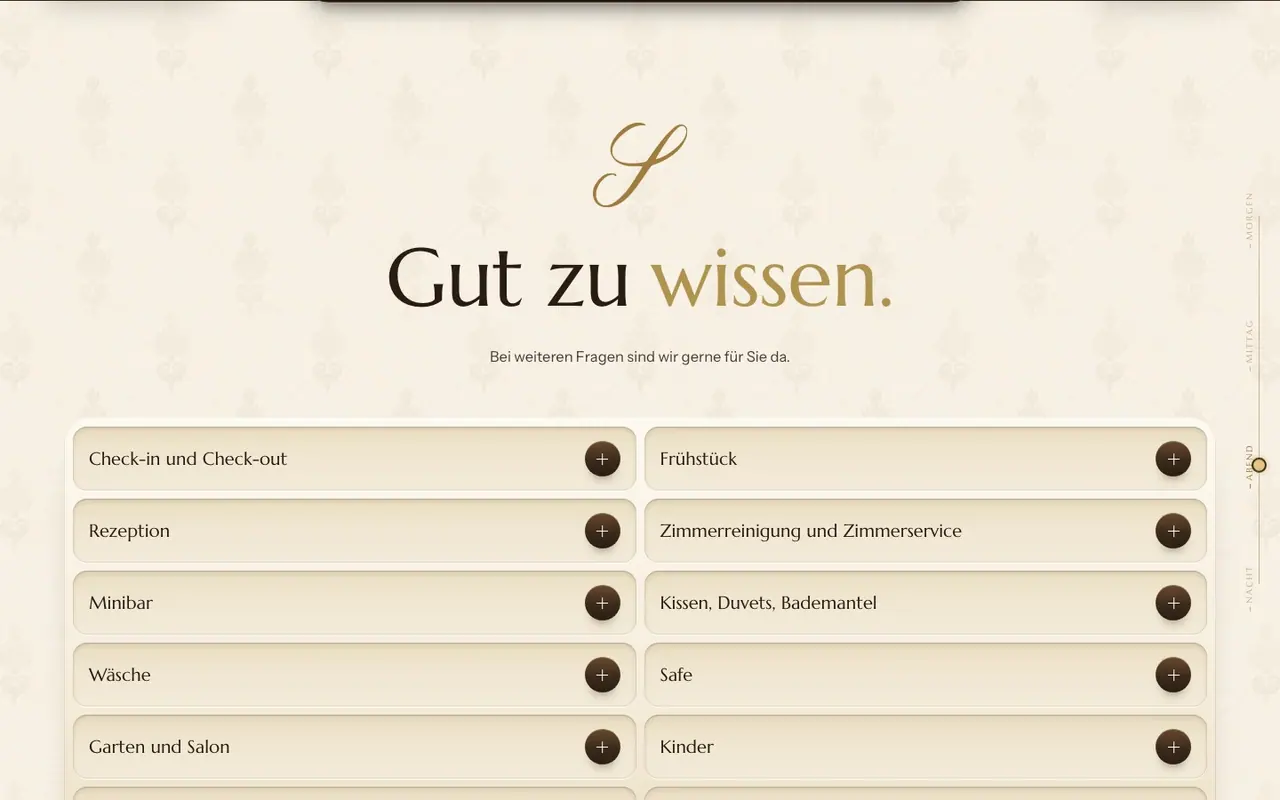 S
Gut zu wissen.
Bei weiteren Fragen sind wir gerne für Sie da.
Check-in und Check-out
Frühstück
Rezeption
Zimmerreinigung und Zimmerservice
Minibar
Kissen, Duvets, Bademantel
Wäsche
Safe
Garten und Salon
Kinder
– MORGEN
– MITTAG
– ABEND
– NACHT